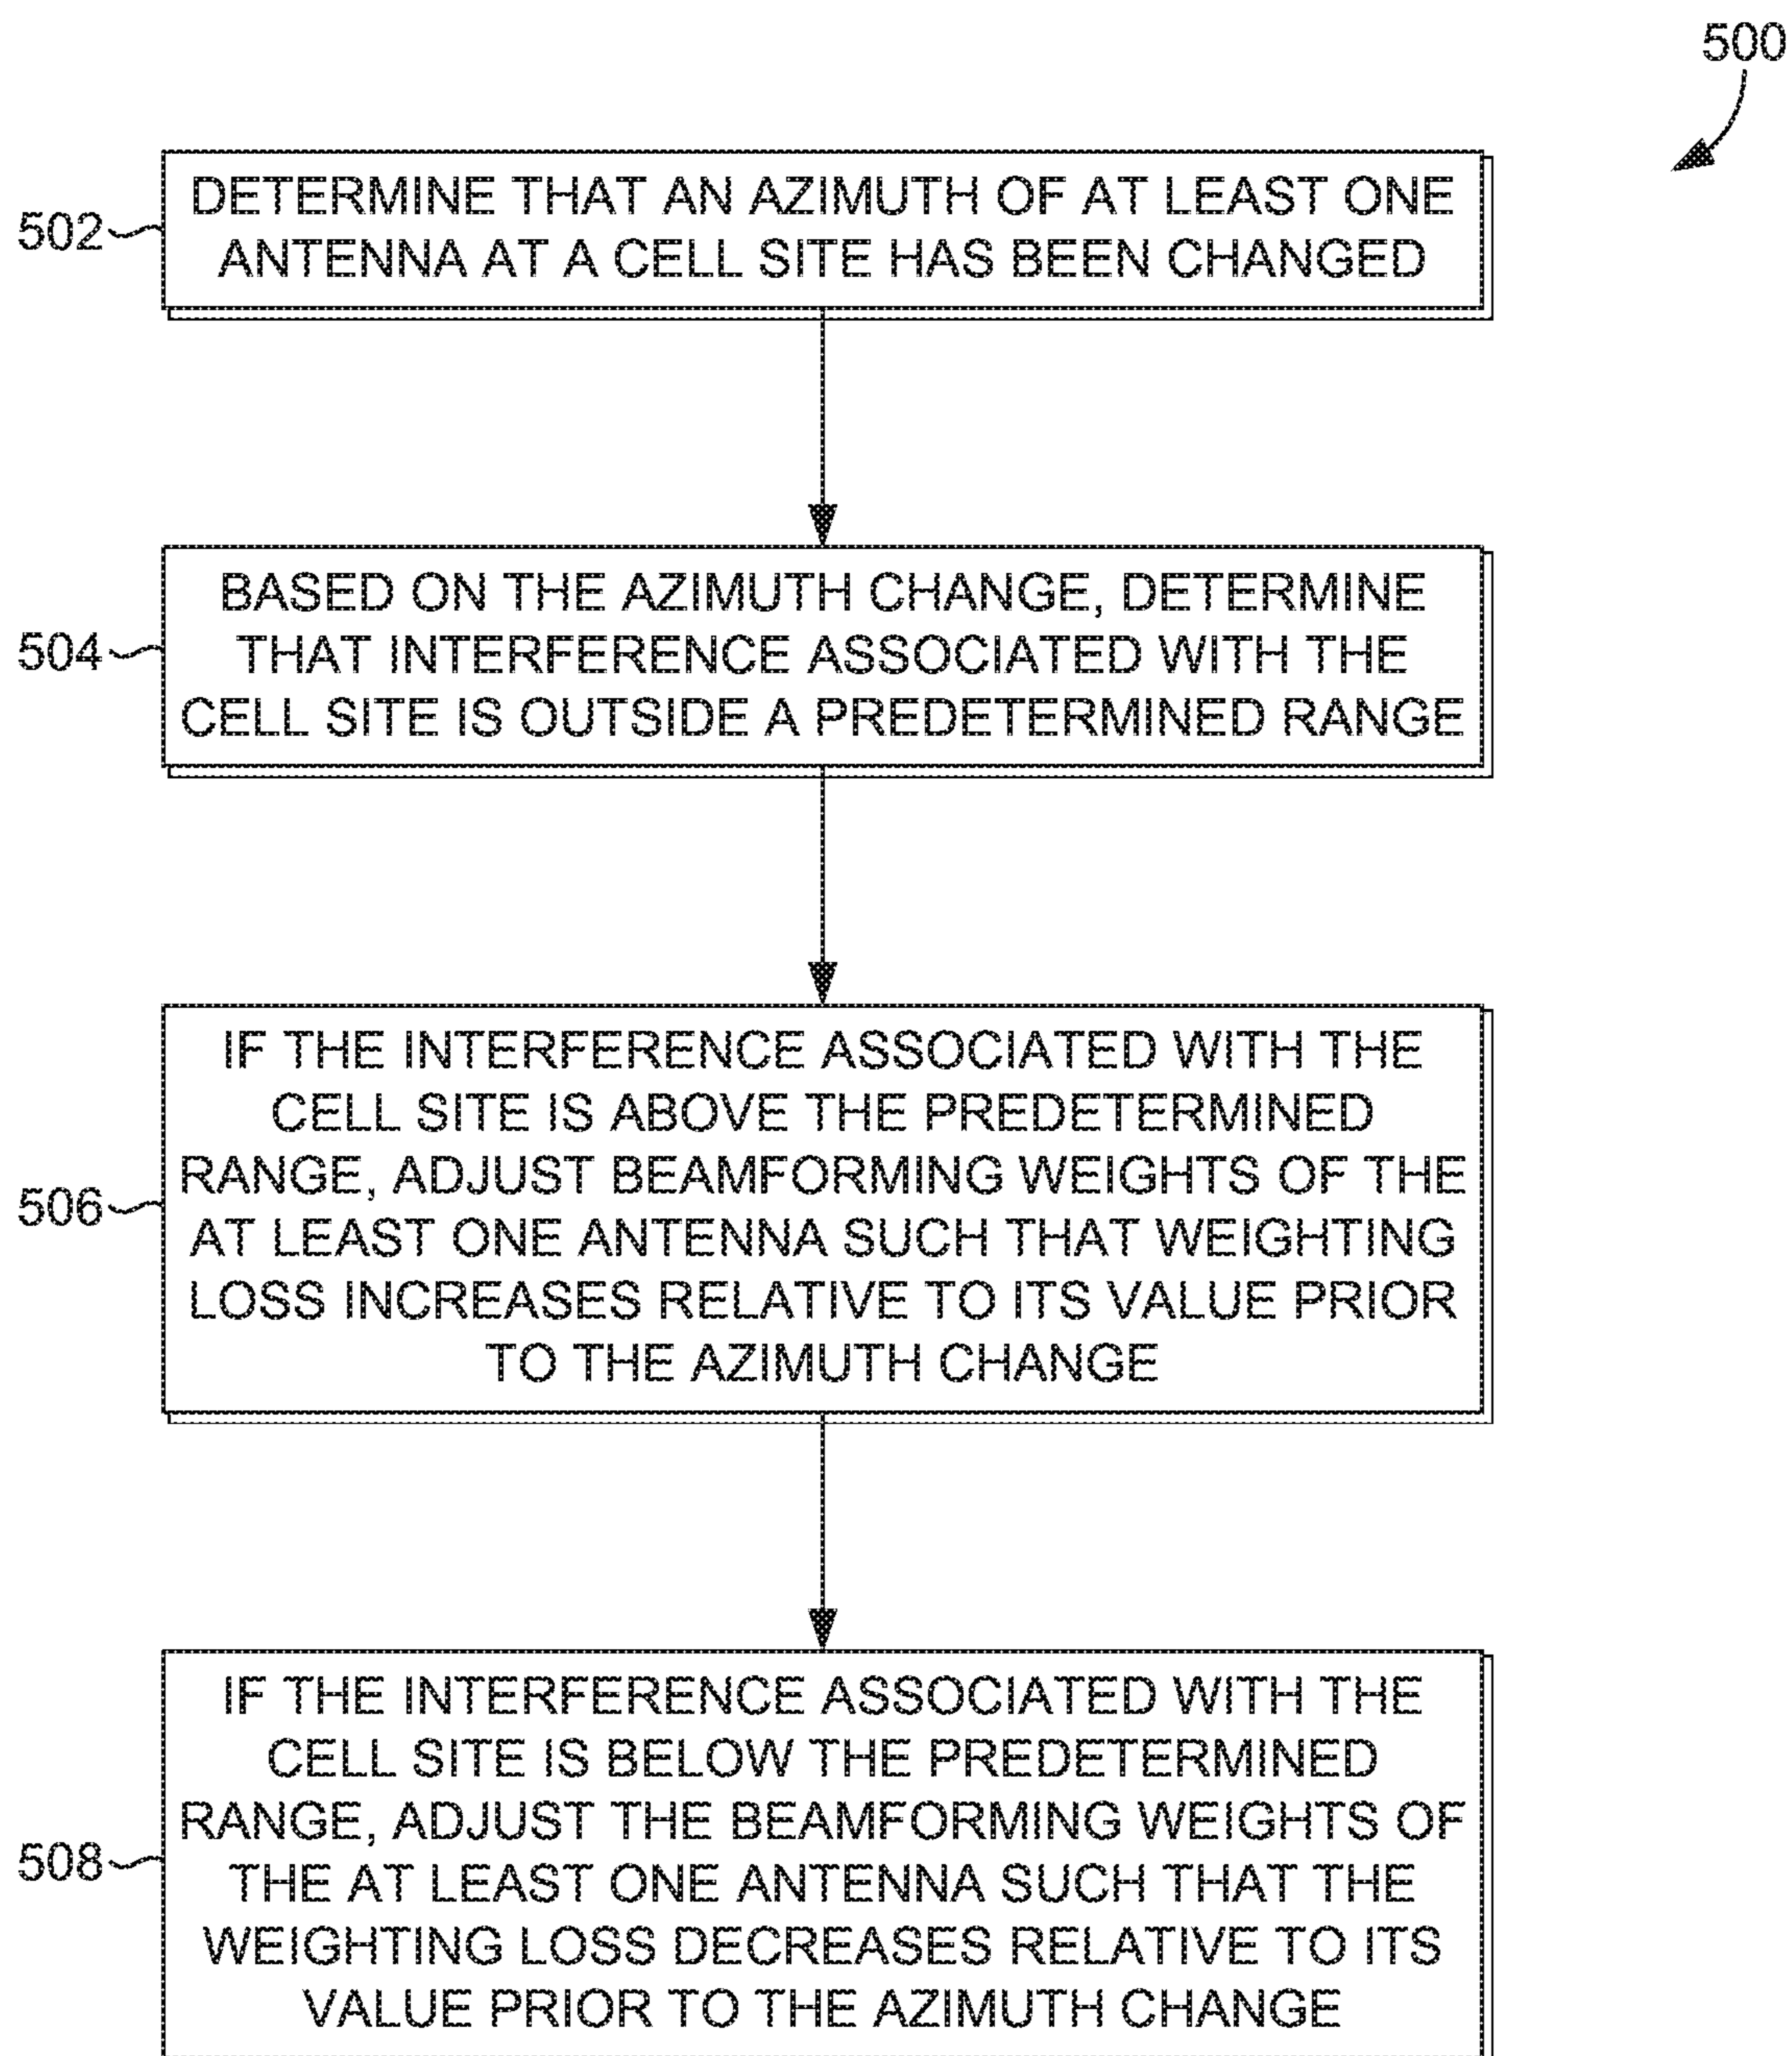 500
502
DETERMINE THAT AN AZIMUTH OF AT LEAST ONE
ANTENNA AT A CELL SITE HAS BEEN CHANGED
504
BASED ON THE AZIMUTH CHANGE, DETERMINE
THAT INTERFERENCE ASSOCIATED WITH THE
CELL SITE IS OUTSIDE A PREDETERMINED RANGE
506
IF THE INTERFERENCE ASSOCIATED WITH THE
CELL SITE IS ABOVE THE PREDETERMINED
RANGE, ADJUST BEAMFORMING WEIGHTS OF THE
AT LEAST ONE ANTENNA SUCH THAT WEIGHTING
LOSS INCREASES RELATIVE TO ITS VALUE PRIOR
TO THE AZIMUTH CHANGE
508
IF THE INTERFERENCE ASSOCIATED WITH THE
CELL SITE IS BELOW THE PREDETERMINED
RANGE, ADJUST THE BEAMFORMING WEIGHTS OF
THE AT LEAST ONE ANTENNA SUCH THAT THE
WEIGHTING LOSS DECREASES RELATIVE TO ITS
VALUE PRIOR TO THE AZIMUTH CHANGE